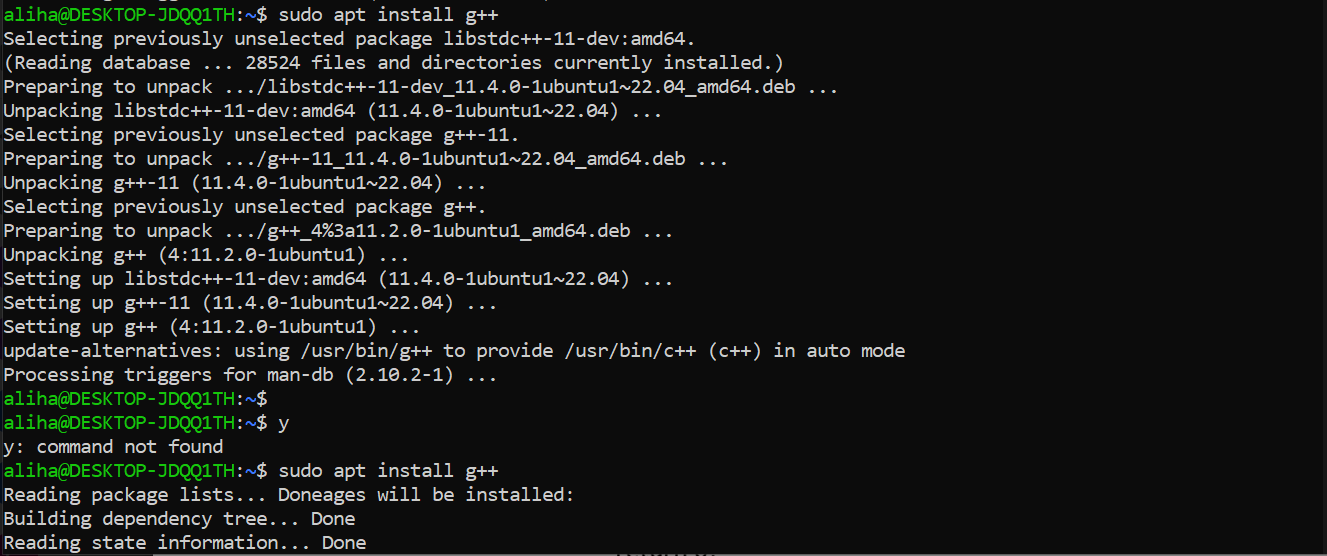 aliha@DESKTOP-JDQQ1TH:~$ sudo apt install g++
Selecting previously unselected package libstdc++-11-dev:amd64.
(Reading database ... 28524 files and directories currently installed.)
Preparing to unpack .../libstdc++-11-dev_11.4.0-1ubuntu1~22.04_amd64.deb ...
Unpacking libstdc++-11-dev:amd64 (11.4.0-1ubuntu1~22.04) ...
Selecting previously unselected package g++-11.
Preparing to unpack .../g++-11_11.4.0-1ubuntu1~22.04_amd64.deb ...
Unpacking g++-11 (11.4.0-1ubuntu1~22.04) ...
Selecting previously unselected package g++.
Preparing to unpack .../g++_4%3a11.2.0-1ubuntu1_amd64.deb ...
Unpacking g++ (4:11.2.0-1ubuntu1) ...
Setting up libstdc++-11-dev:amd64 (11.4.0-1ubuntu1~22.04) ...
Setting up g++-11 (11.4.0-1ubuntu1~22.04) ...
Setting up g++ (4:11.2.0-1ubuntu1) ...
update-alternatives: using /usr/bin/g++ to provide /usr/bin/c++ (c++) in auto mode
Processing triggers for man-db (2.10.2-1) ...
aliha@DESKTOP-JDQQ1TH:~$
aliha@DESKTOP-JDQQ1TH:~$ y
y: command not found
aliha@DESKTOP-JDQQ1TH:~$ sudo apt install g++
Reading package lists... Doneages will be installed:
Building dependency tree... Done
Reading state information... Done